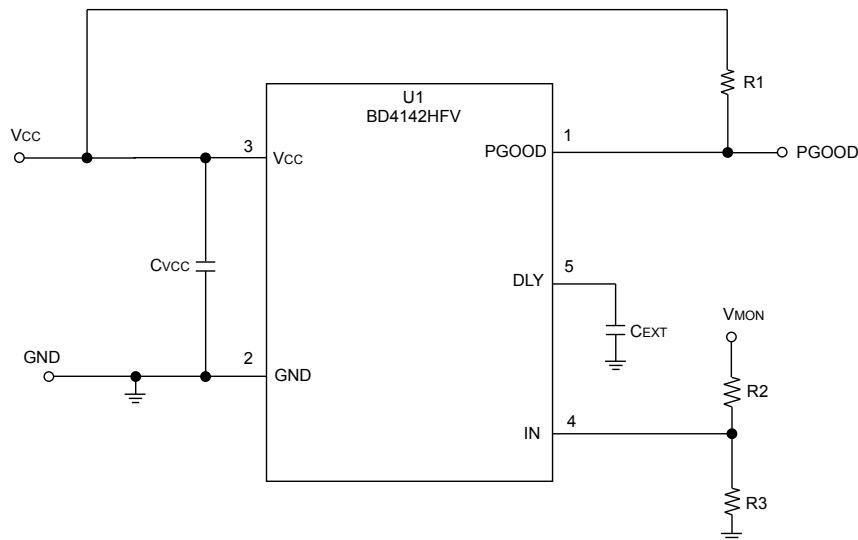 U1
BD4142HFV
R1
VCC
3
VCC
PGOOD
1
PGOOD
CVCC
DLY
5
CEXT
VMON
GND
2
GND
R2
IN
4
R3